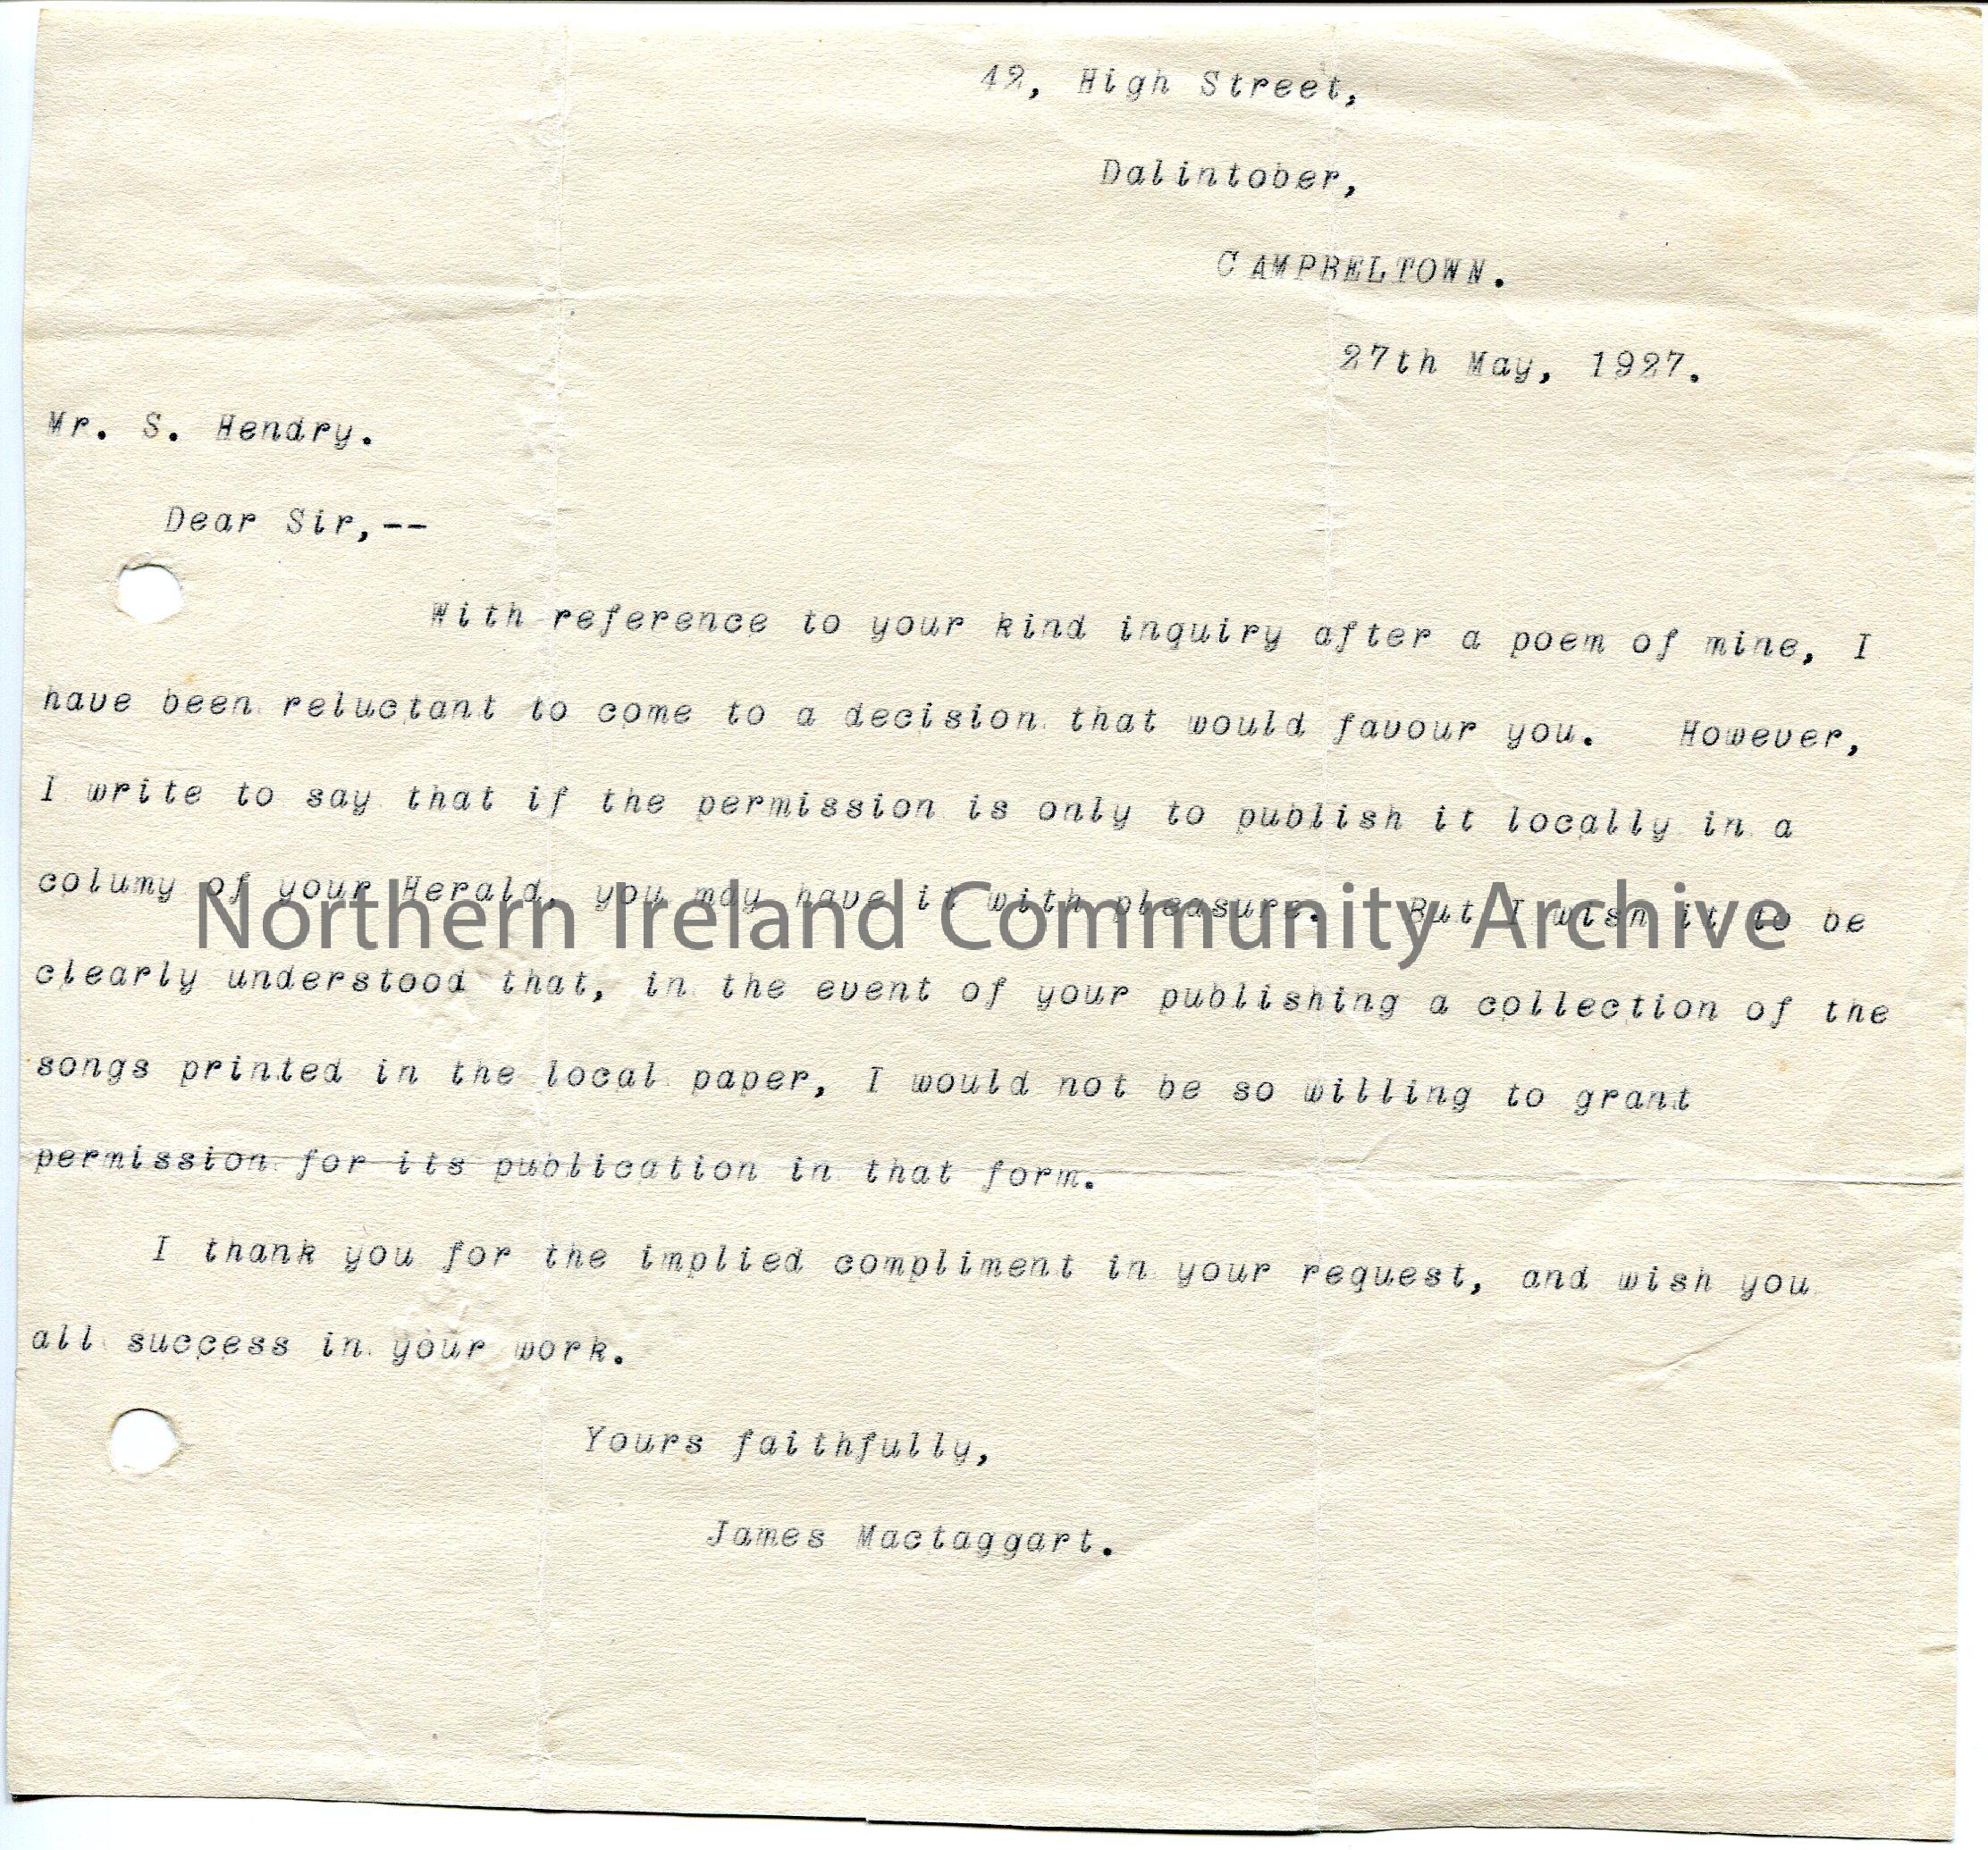 42, High Street,
Dalintober,
CAMPBELTOWN.
27th May, 1927.
Mr. S. Hendry.
Dear Sir,--
With reference to your kind inquiry after a poem of mine, I
have been reluctant to come to a decision that would favour you. However,
I write to say that if the permission is only to publish it locally in a
columy of your Herald, you may have it with pleasure. But I wish it to be
Northern Ireland Community Archive
clearly understood that, in the event of your publishing a collection of the
songs printed in the local paper, I would not be so willing to grant
permission for its publication in that form.
I thank you for the implied compliment in your request, and wish you
all success in your work.
Yours faithfully,
James Mactaggart.